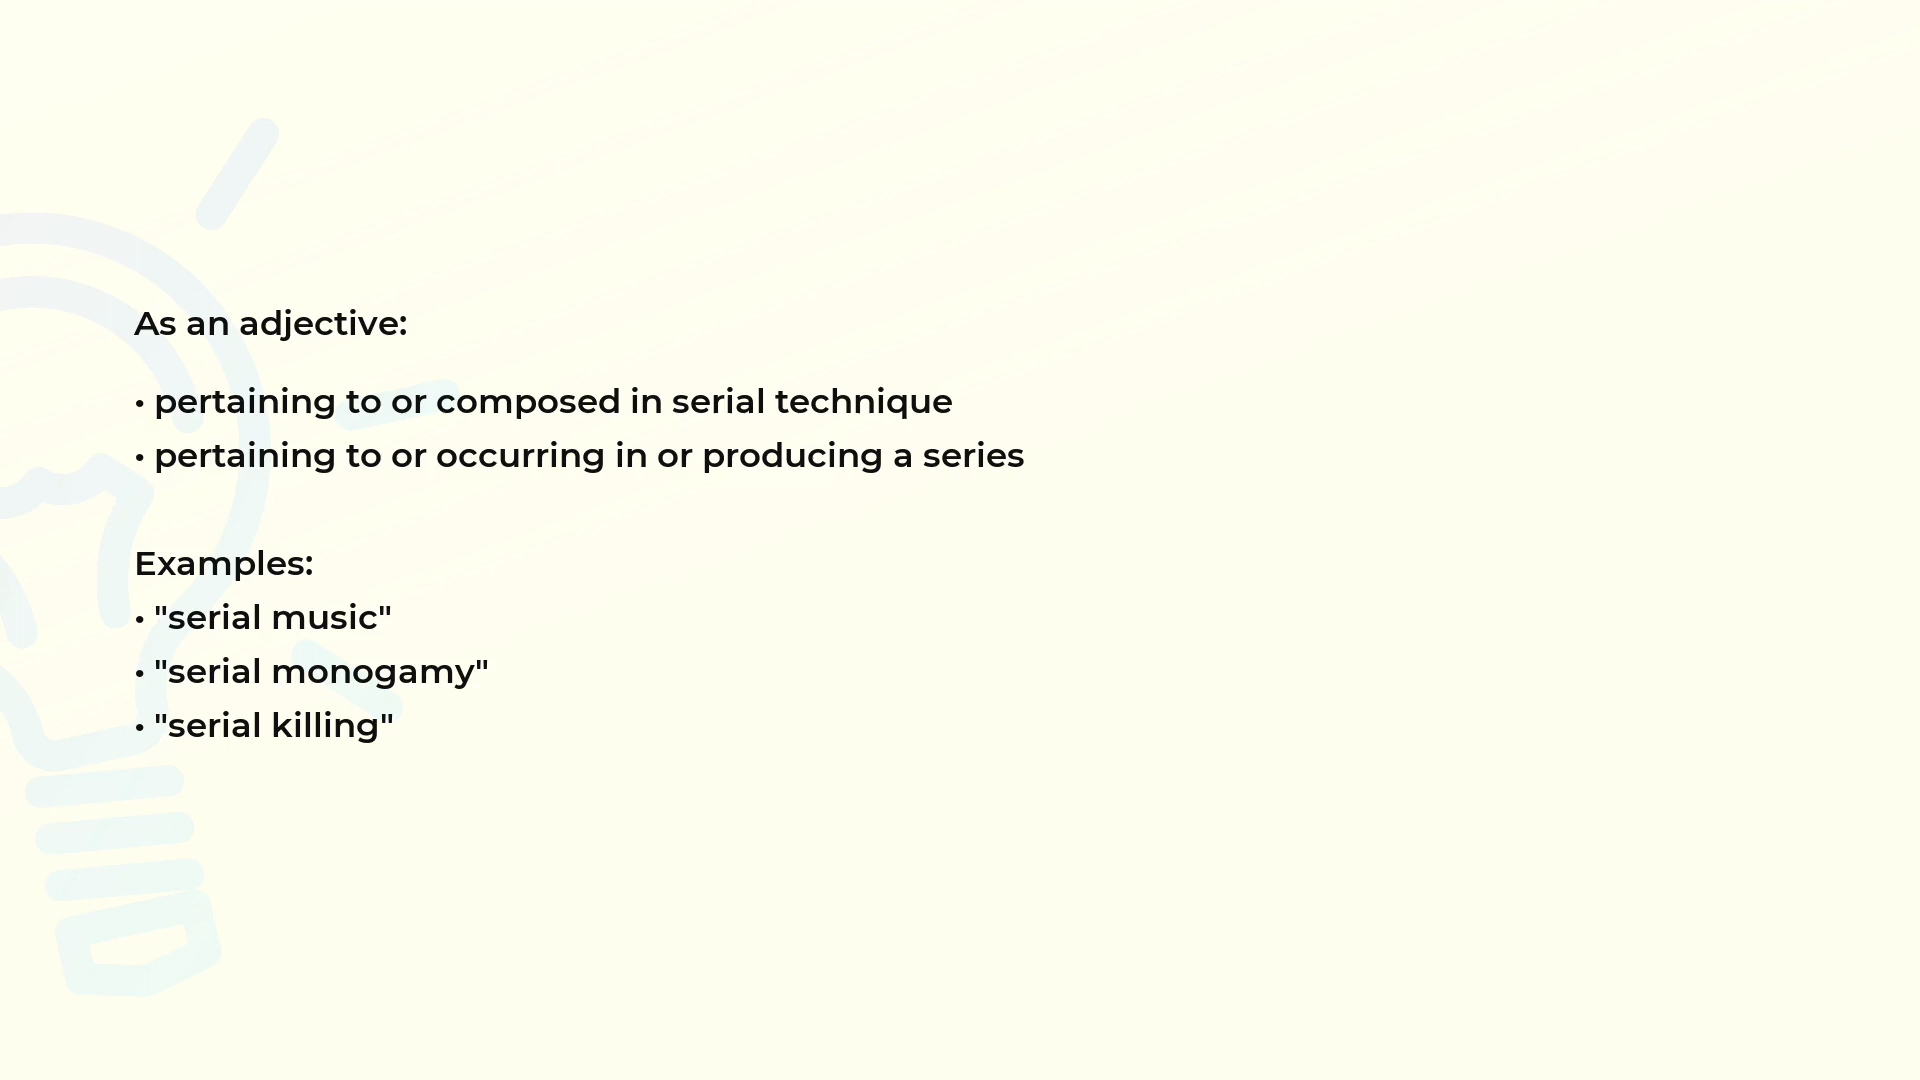 As an adjective:
• pertaining to or composed in serial technique
• pertaining to or occurring in or producing a series
Examples:
• "serial music"
• "serial monogamy"
• "serial killing"